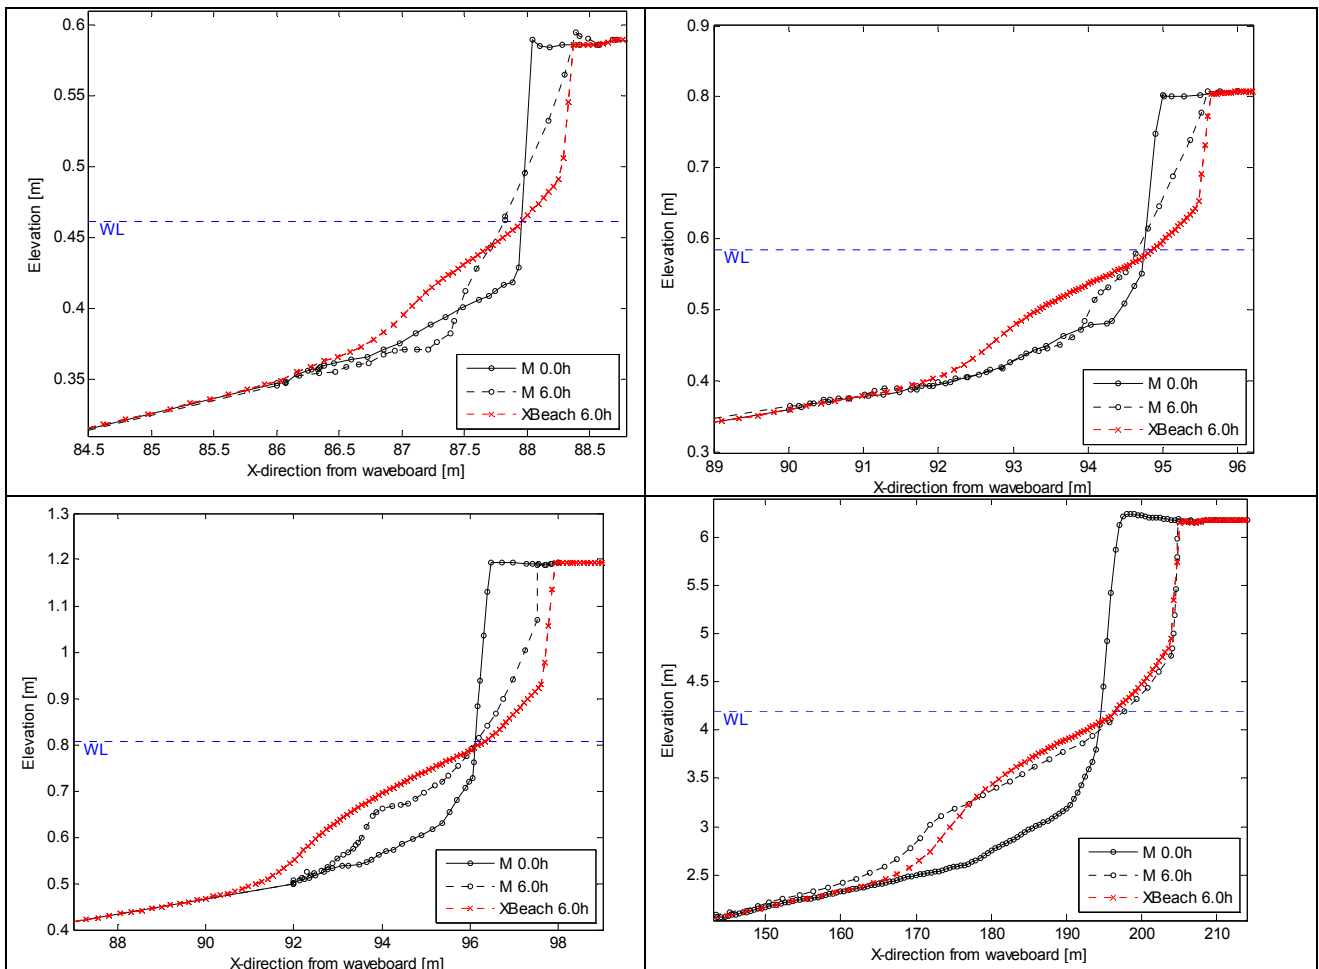 0.6
0.55
0.5
0.45
0.4
0.35
Elevation [m]
WL
M 0.0h
M 6.0h
XBeach 6.0h
84.5 85 85.5 86 86.5 87 87.5 88 88.5
X-direction from waveboard [m]
0.9
0.8
0.7
0.6
0.5
0.4
0.3
Elevation [m]
WL
M 0.0h
M 6.0h
XBeach 6.0h
89 90 91 92 93 94 95 96
X-direction from waveboard [m]
1.3
1.2
1.1
1
0.9
0.8
0.7
0.6
0.5
0.4
Elevation [m]
WL
M 0.0h
M 6.0h
XBeach 6.0h
88 90 92 94 96 98
X-direction from waveboard [m]
6
5.5
5
4.5
4
3.5
3
2.5
Elevation [m]
WL
M 0.0h
M 6.0h
XBeach 6.0h
150 160 170 180 190 200 210
X-direction from waveboard [m]